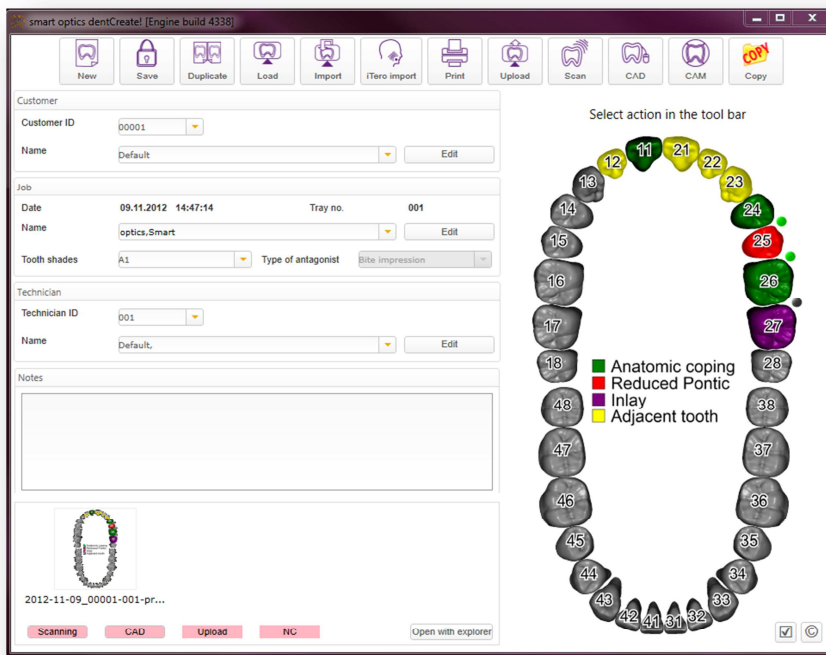 smart optics dentCreate! [Engine build 4338]
New Save Duplicate Load Import iTero import Print Upload Scan CAD CAM Copy
COPY
Customer
Customer ID 00001
Name Default Edit
Job
Date 09.11.2012 14:47:14 Tray no. 001
Name optics,Smart Edit
Tooth shades A1 Type of antagonist Bite impression
Technician
Technician ID 001
Name Default, Edit
Notes
2012-11-09_00001-001-pr...
Scanning CAD Upload NC Open with explorer
Select action in the tool bar
11 21
12 22
13 23
14 24
15 25
16 26
17 27
18 28
Anatomic coping
Reduced Pontic
Inlay
Adjacent tooth
48 38
47 37
46 36
45 35
44 34
43 33
42 41 31 32
©